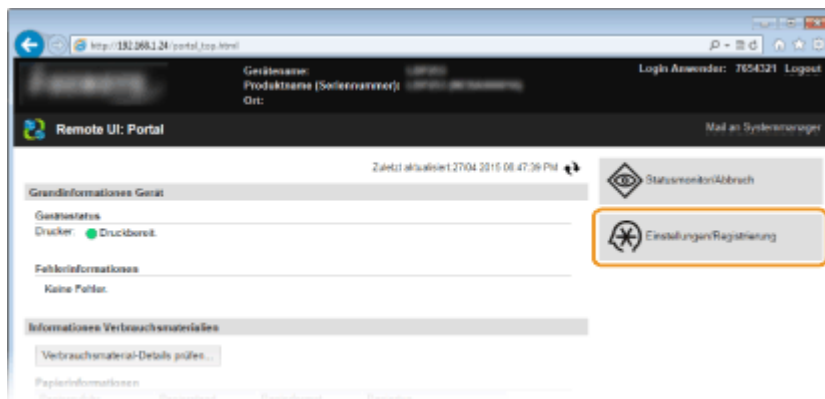 http://192.168.1.24/portal_top.html
Gerätename:
Produktname (Seriennummer):
Ort:
Login Anwender: 7654321 Logout
Remote UI: Portal
Mail an Systemmanager
Zuletzt aktualisiert:27/04 2015 08:47:39 PM
Grundinformationen Gerät
Gerätestatus
Drucker: Druckbereit.
Fehlerinformationen
Keine Fehler.
Informationen Verbrauchsmaterialien
Verbrauchsmaterial-Details prüfen...
Papierinformationen
Statusmonitor/Abbruch
Einstellungen/Registrierung